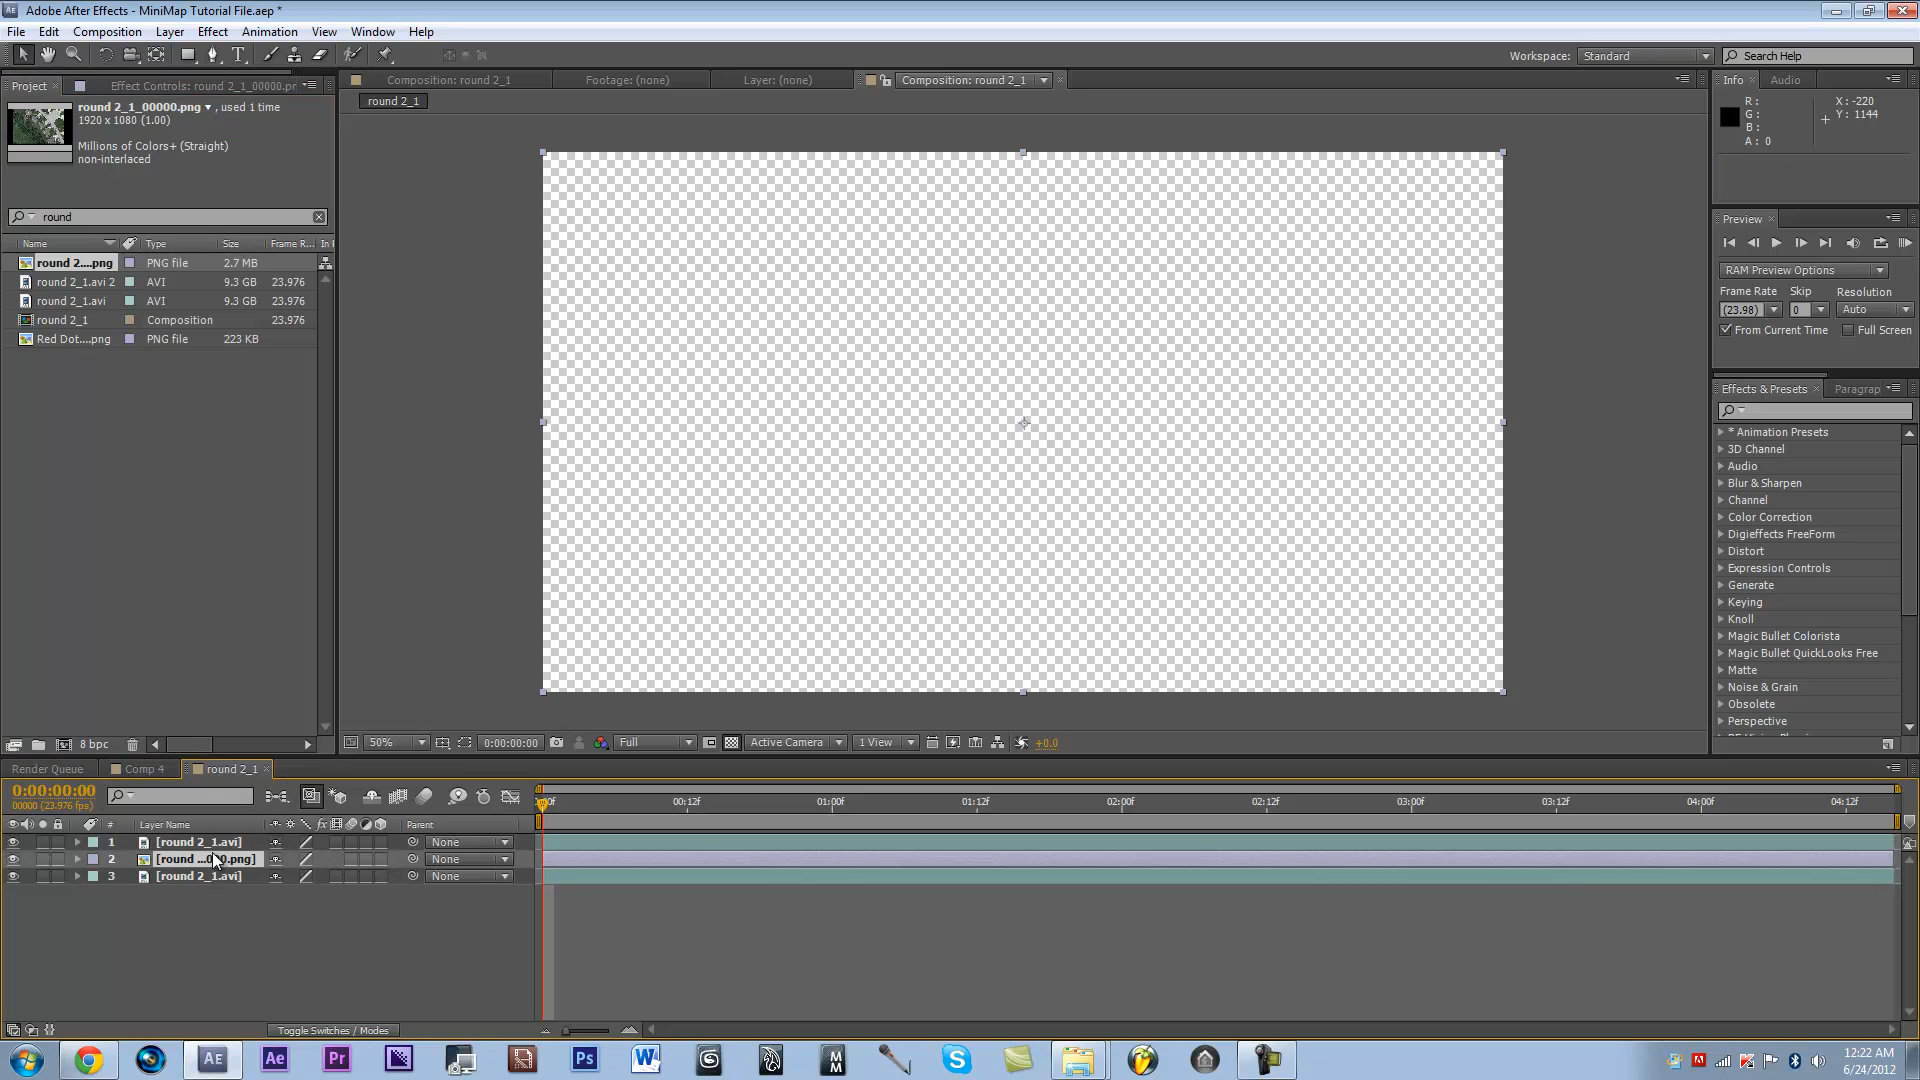 Adobe After Effects - MiniMap Tutorial File.aep *
File Edit Composition Layer Effect Animation View Window Help
Workspace: Standard Search Help
Project Effect Controls: round 2_1_00000.pr
Composition: round 2_1 Footage: (none) Layer: (none) Composition: round 2_1
Info Audio
round 2_1
round 2_1_00000.png ▾ , used 1 time
1920 x 1080 (1.00)
Millions of Colors+ (Straight)
non-interlaced
R :
G :
B :
A : 0
X : -220
Y : 1144
round
Name Type Size Frame R... In
round 2....png PNG file 2.7 MB
round 2_1.avi 2 AVI 9.3 GB 23.976
round 2_1.avi AVI 9.3 GB 23.976
round 2_1 Composition 23.976
Red Dot....png PNG file 223 KB
Preview
RAM Preview Options
Frame Rate Skip Resolution
(23.98) 0 Auto
From Current Time Full Screen
Effects & Presets Paragrap
* Animation Presets
3D Channel
Audio
Blur & Sharpen
Channel
Color Correction
Digieffects FreeForm
Distort
Expression Controls
Generate
Keying
Knoll
Magic Bullet Colorista
Magic Bullet QuickLooks Free
Matte
Noise & Grain
Obsolete
Perspective
8 bpc
50% 0:00:00:00 Full Active Camera 1 View +0.0
Render Queue Comp 4 round 2_1
0:00:00:00
00000 (23.976 fps)
00f 00:12f 01:00f 01:12f 02:00f 02:12f 03:00f 03:12f 04:00f 04:12f
# Layer Name fx Parent
1 [round 2_1.avi] None
2 [round ...0.png] None
3 [round 2_1.avi] None
Toggle Switches / Modes
AE Ae Pr Ps W S M M S
12:22 AM
6/24/2012